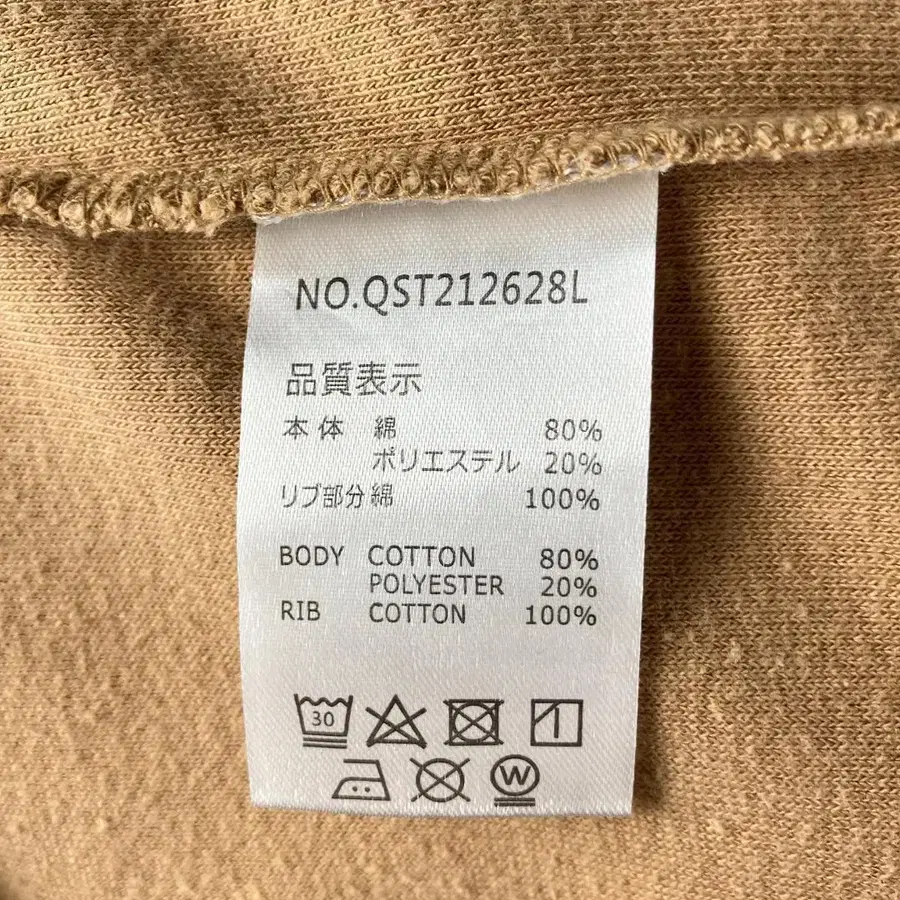 NO.QST212628L
品質表示
本体 綿 80%
ポリエステル 20%
リブ部分 綿 100%
BODY COTTON 80%
POLYESTER 20%
RIB COTTON 100%
30
W